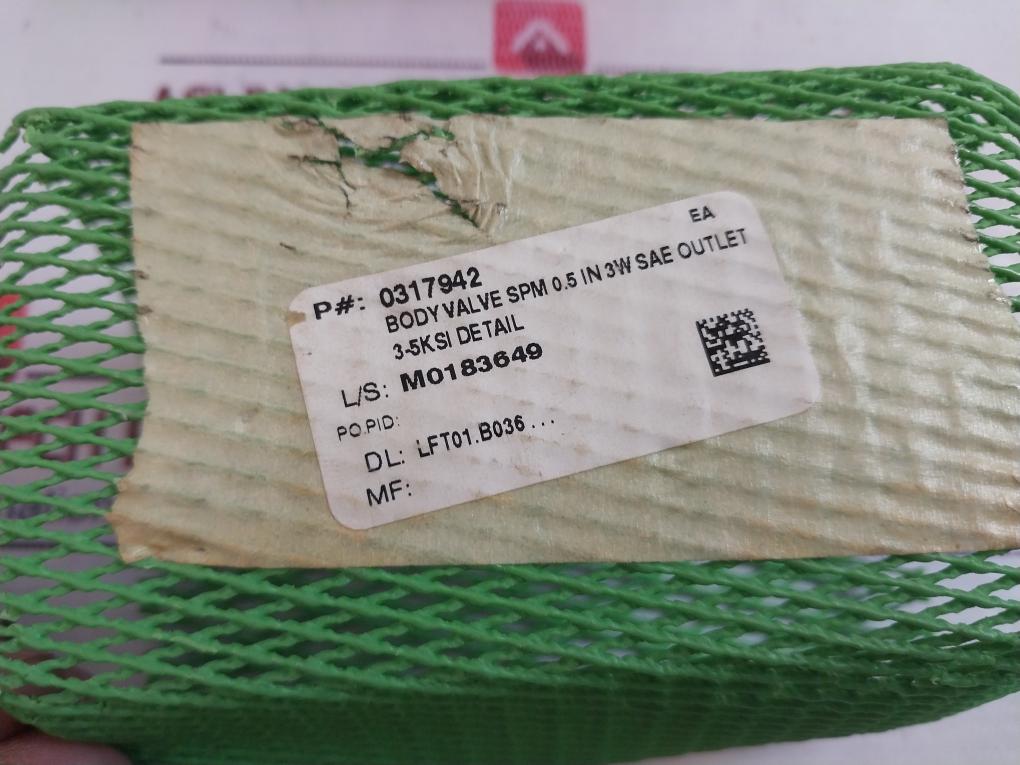 EA
P#: 0317942
BODY VALVE SPM 0.5 IN 3W SAE OUTLET
3-5KSI DETAIL
L/S: M0183649
PO.PID:
DL: LFT01.B036...
MF: